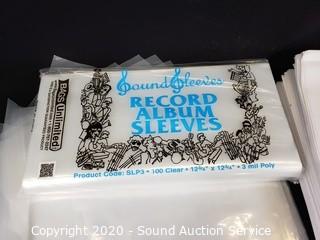 Sound Sleeves
RECORD
ALBUM
SLEEVES
BAGS Unlimited
Product Code: SLP3 • 100 Clear • 12¾" x 12¾" • 3 mil Poly
Copyright 2020 - Sound Auction Service